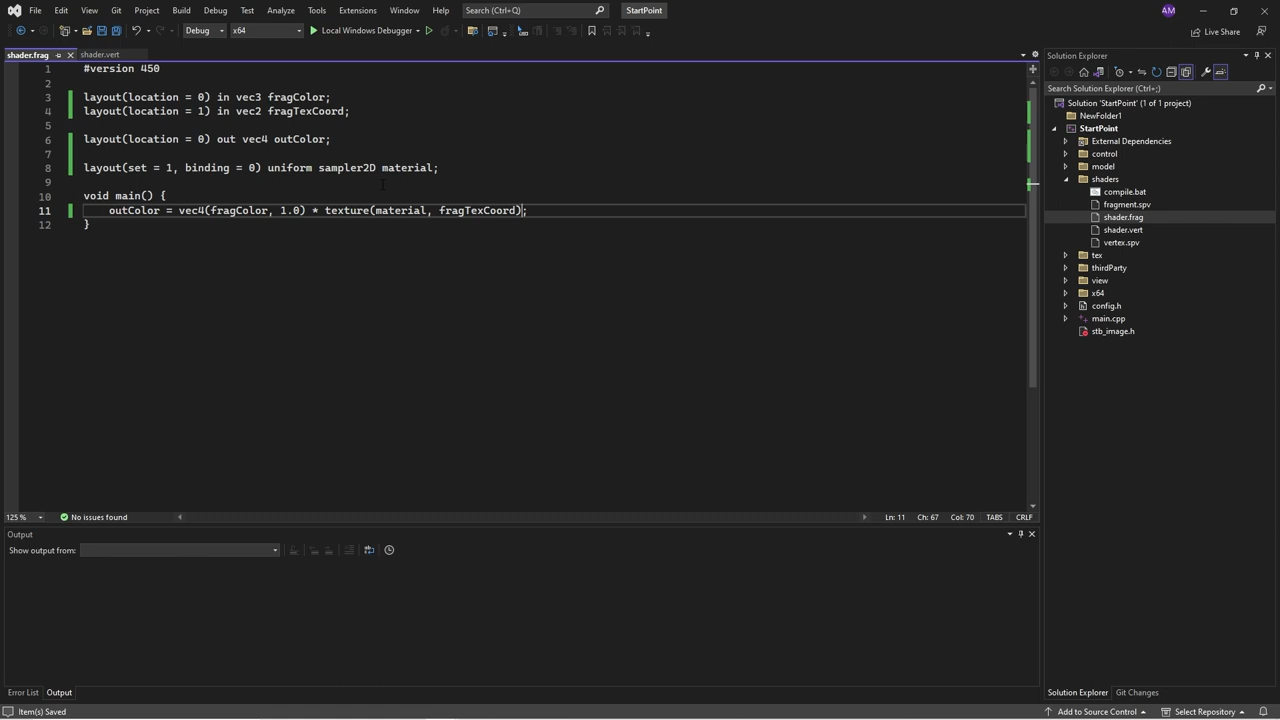 File Edit View Git Project Build Debug Test Analyze Tools Extensions Window Help Search (Ctrl+Q) StartPoint AM
Debug x64 Local Windows Debugger Live Share
shader.frag shader.vert
1 #version 450
2
3 layout(location = 0) in vec3 fragColor;
4 layout(location = 1) in vec2 fragTexCoord;
5
6 layout(location = 0) out vec4 outColor;
7
8 layout(set = 1, binding = 0) uniform sampler2D material;
9
10 void main() {
11 outColor = vec4(fragColor, 1.0) * texture(material, fragTexCoord);
12 }
125 % No issues found Ln: 11 Ch: 67 Col: 70 TABS CRLF
Output
Show output from:
Error List Output
Solution Explorer
Search Solution Explorer (Ctrl+;)
Solution 'StartPoint' (1 of 1 project)
NewFolder1
StartPoint
External Dependencies
control
model
shaders
compile.bat
fragment.spv
shader.frag
shader.vert
vertex.spv
tex
thirdParty
view
x64
config.h
main.cpp
stb_image.h
Solution Explorer Git Changes
Item(s) Saved Add to Source Control Select Repository